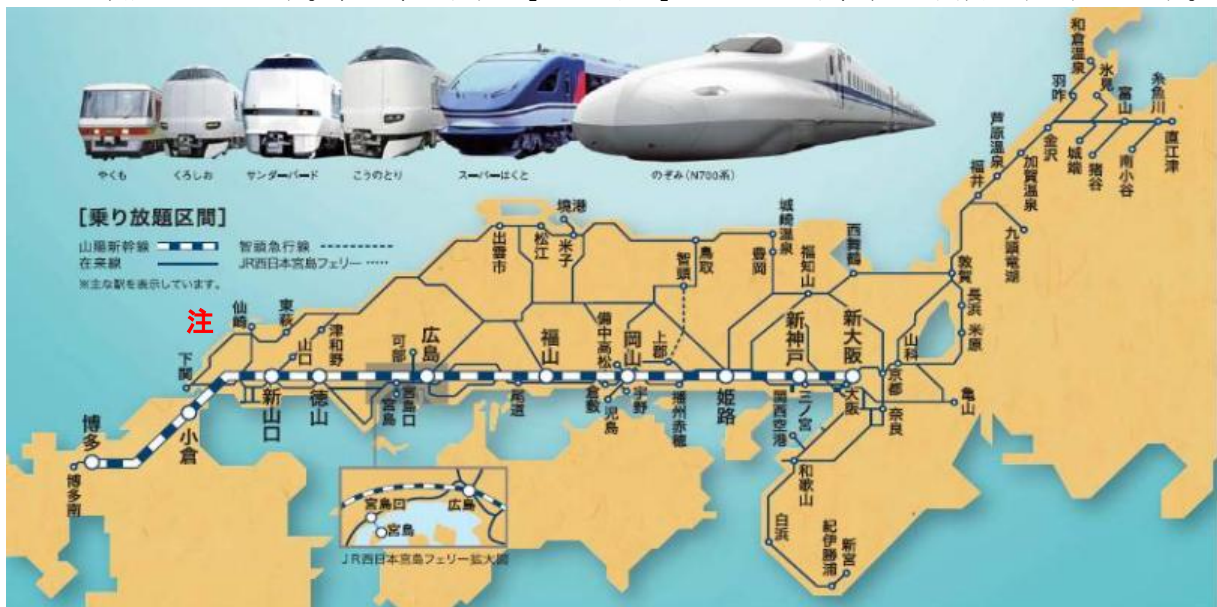 やくも
くろしお
サンダーバード
こうのとり
スーパーはくと
のぞみ(N700系)
[乗り放題区間]
山陽新幹線
在来線
智頭急行線
JR西日本宮島フェリー
※主な駅を表示しています。
注
和倉温泉
羽咋
氷見
富山
糸魚川
直江津
南小谷
猪谷
城端
金沢
加賀温泉
芦原温泉
福井
九頭竜湖
敦賀
長浜
米原
山科
京都
亀山
奈良
西舞鶴
福知山
城崎温泉
豊岡
鳥取
智頭
上郡
境港
米子
松江
出雲市
津和野
東萩
仙崎
山口
下関
可部
広島
福山
備中高松
岡山
新神戸
新大阪
大阪
三ノ宮
関西空港
姫路
播州赤穂
宇野
児島
倉敷
尾道
宮島口
宮島
徳山
新山口
小倉
博多
博多南
和歌山
白浜
紀伊勝浦
新宮
宮島口
広島
宮島
JR西日本宮島フェリー拡大図